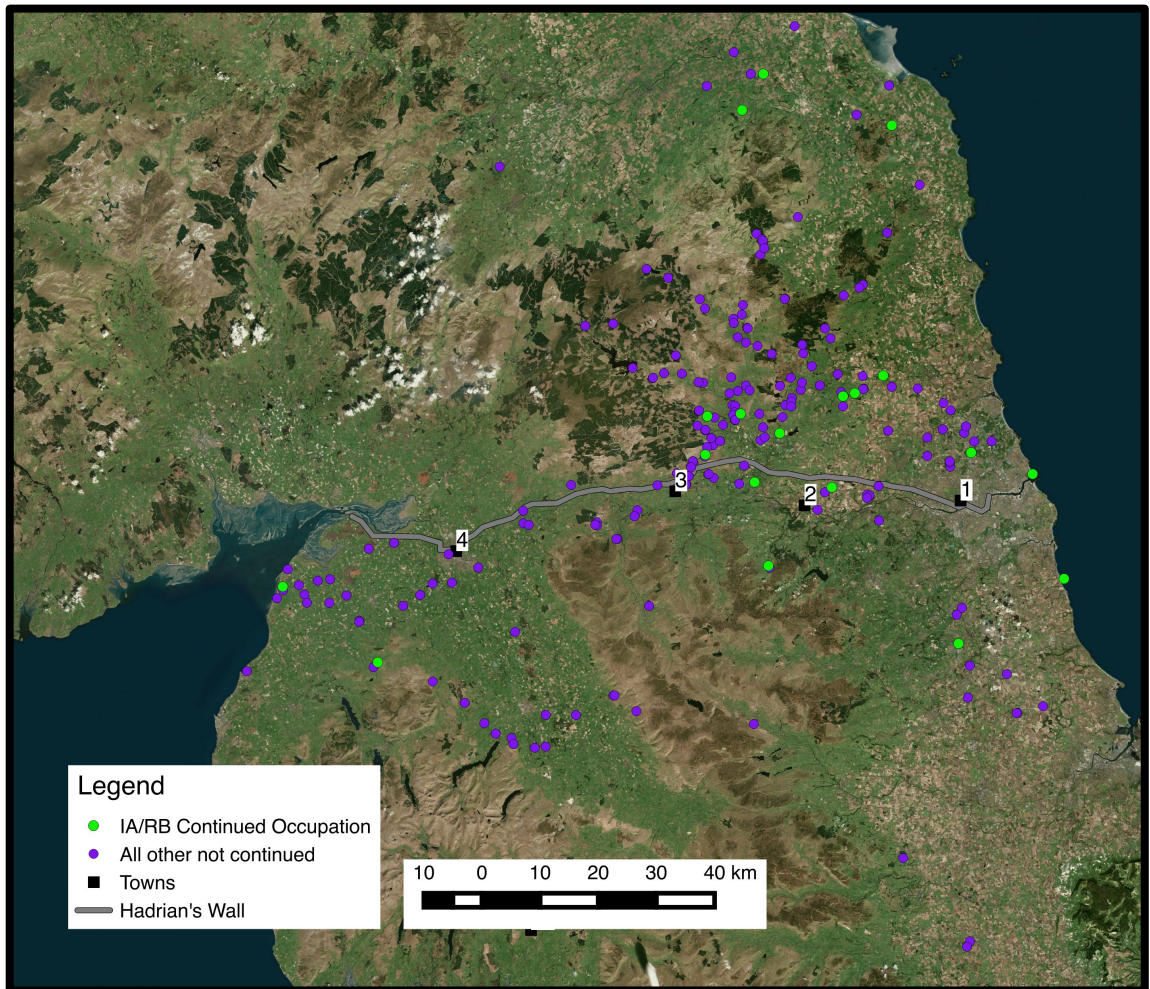 3
1
2
4
Legend
IA/RB Continued Occupation
All other not continued
Towns
Hadrian's Wall
10 0 10 20 30 40 km